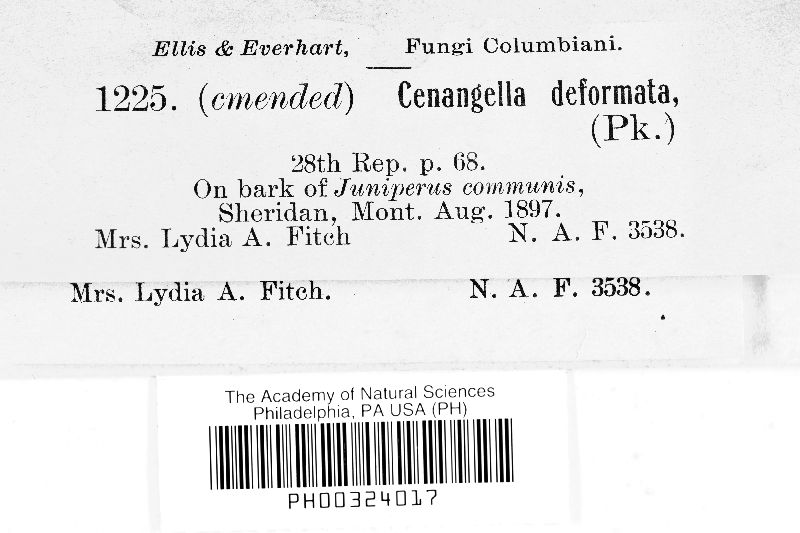 Ellis & Everhart, Fungi Columbiani.
1225. (cmended) Cenangella deformata,
(Pk.)
28th Rep. p. 68.
On bark of Juniperus communis,
Sheridan, Mont. Aug. 1897.
Mrs. Lydia A. Fitch N. A. F. 3538.
Mrs. Lydia A. Fitch. N. A. F. 3538.
The Academy of Natural Sciences
Philadelphia, PA USA (PH)
PH00324017